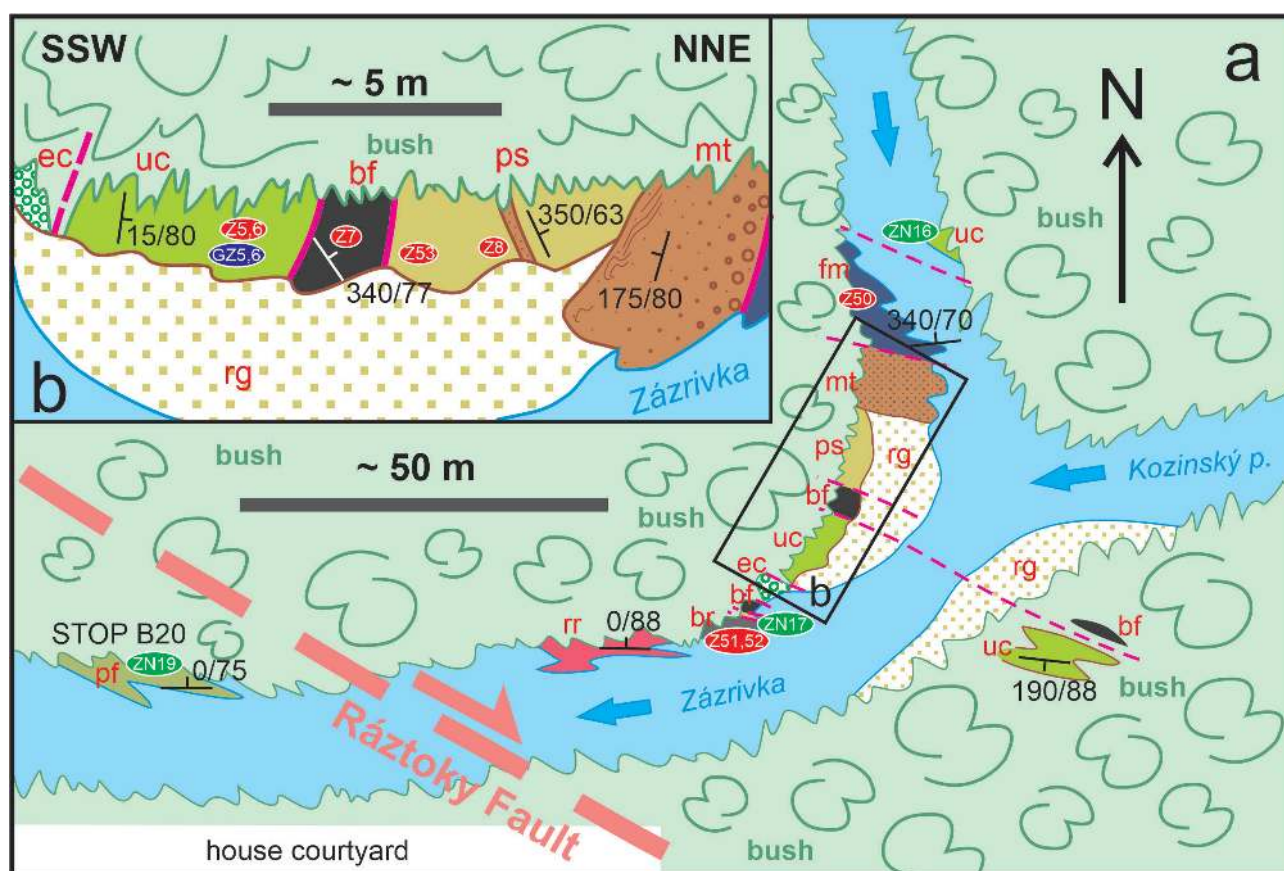 SSW
NNE
~ 5 m
bush
ec
uc
bf
ps
mt
15/80
Z5,6
GZ5,6
Z7
340/77
Z53
Z8
350/63
175/80
rg
b
Zázrivka
a
N
bush
ZN16
uc
fm
Z50
340/70
mt
ps
rg
bf
uc
ec
b
bf
br
ZN17
Z51,52
Kozinský p.
rg
bf
uc
190/88
bush
bush
~ 50 m
bush
rr
0/88
STOP B20
ZN19
pf
0/75
Zázrivka
Ráztoky Fault
house courtyard
bush